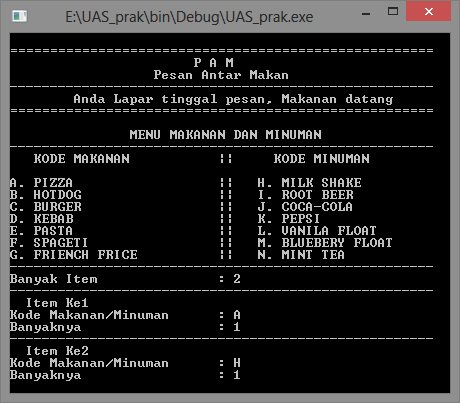 E:\UAS_prak\bin\Debug\UAS_prak.exe
=====================================================
P A M
Pesan Antar Makan
-----------------------------------------------------
Anda Lapar tinggal pesan, Makanan datang
=====================================================
MENU MAKANAN DAN MINUMAN
-----------------------------------------------------
KODE MAKANAN || KODE MINUMAN
A. PIZZA || H. MILK SHAKE
B. HOTDOG || I. ROOT BEER
C. BURGER || J. COCA-COLA
D. KEBAB || K. PEPSI
E. PASTA || L. VANILA FLOAT
F. SPAGETI || M. BLUEBERY FLOAT
G. FRIENCH FRICE || N. MINT TEA
-----------------------------------------------------
Banyak Item : 2
-----------------------------------------------------
Item Ke1
Kode Makanan/Minuman : A
Banyaknya : 1
-----------------------------------------------------
Item Ke2
Kode Makanan/Minuman : H
Banyaknya : 1